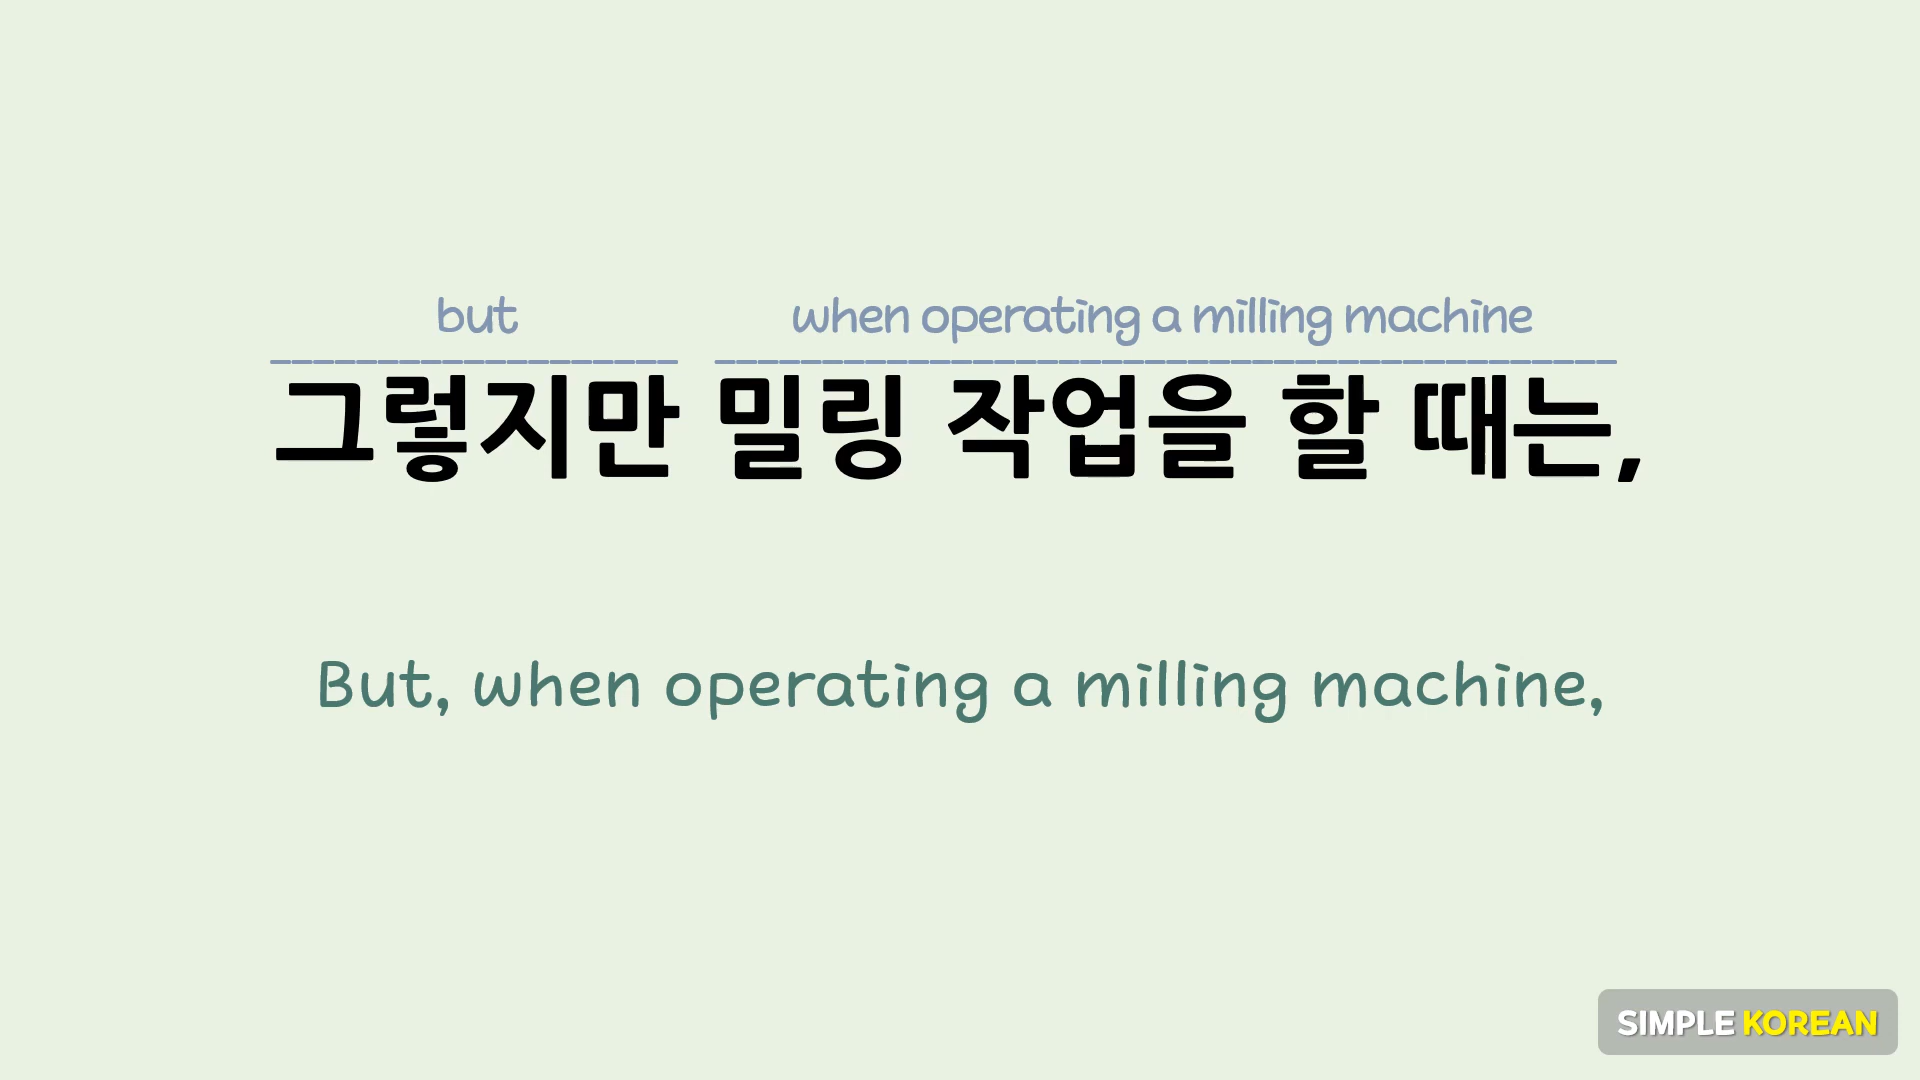 but when operating a milling machine
그렇지만 밀링 작업을 할 때는,
But, when operating a milling machine,
SIMPLE KOREAN